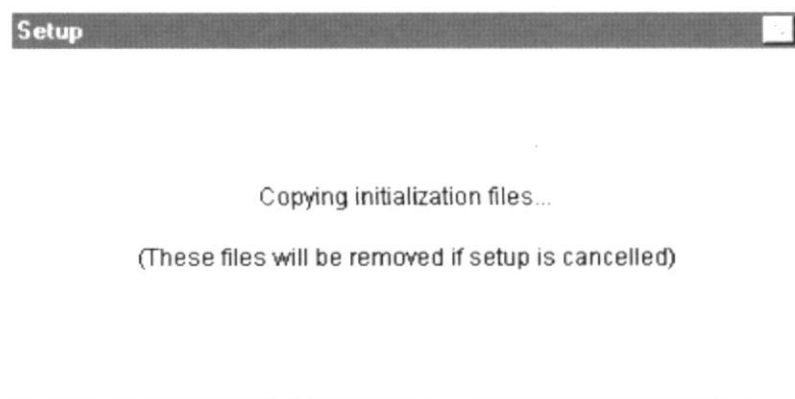 Setup
Copying initialization files...
(These files will be removed if setup is cancelled)